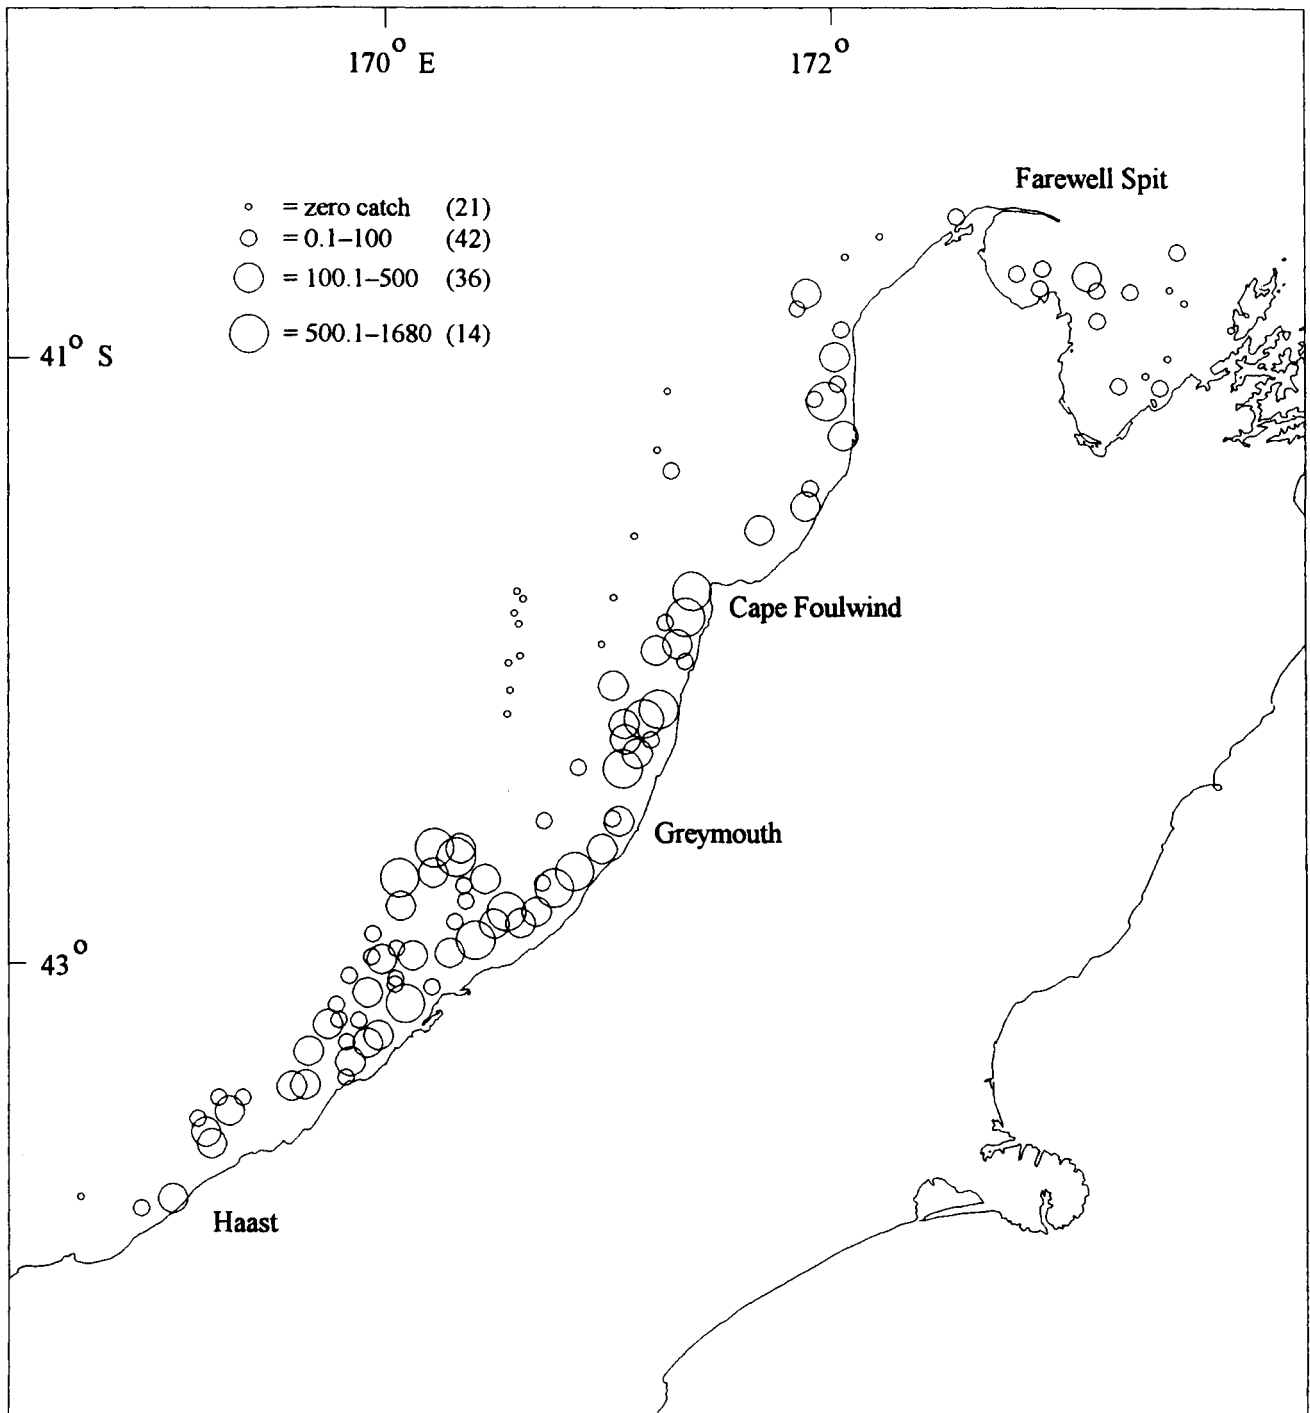 170° E
172°
Farewell Spit
= zero catch (21)
= 0.1–100 (42)
= 100.1–500 (36)
= 500.1–1680 (14)
41° S
Cape Foulwind
Greymouth
43°
Haast